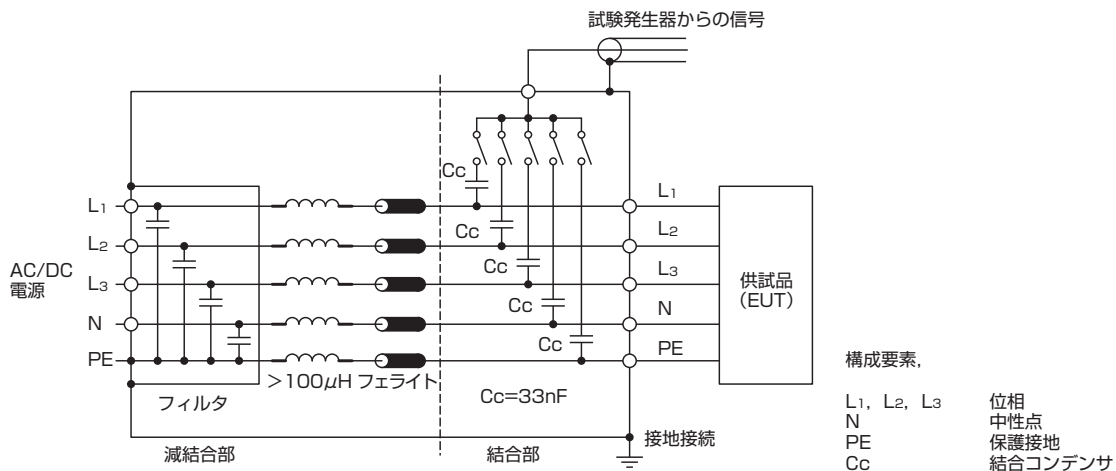 試験発生器からの信号
Cc
L1
L1
Cc
L2
L2
Cc
AC/DC
電源
L3
L3
供試品
(EUT)
Cc
N
N
Cc
PE
PE
>100μH フェライト
フィルタ
Cc=33nF
構成要素,
L1, L2, L3 位相
N 中性点
PE 保護接地
Cc 結合コンデンサ
減結合部
結合部
接地接続